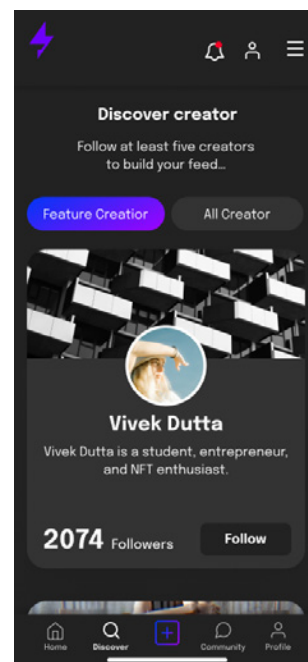 Discover creator
Follow at least five creators
to build your feed...
Feature Creatior
All Creator
Vivek Dutta
Vivek Dutta is a student, entrepreneur,
and NFT enthusiast.
2074 Followers
Follow
Home
Discover
Community
Profile